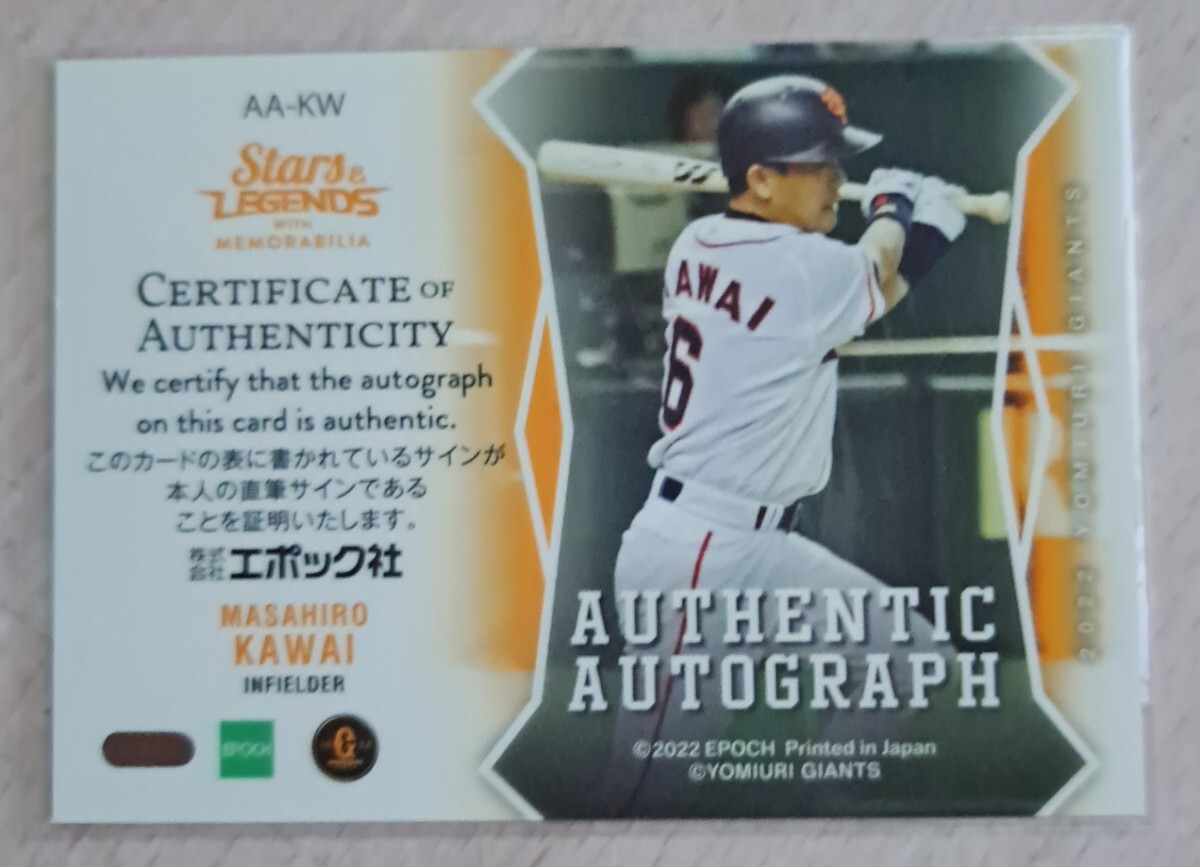 AA-KW
Stars &
LEGENDS
WITH
MEMORABILIA
CERTIFICATE OF
AUTHENTICITY
We certify that the autograph
on this card is authentic.
このカードの表に書かれているサインが
本人の直筆サインである
ことを証明いたします。
株式会社エポック社
MASAHIRO
KAWAI
INFIELDER
EPOCH
G
AWAI
6
AUTHENTIC
AUTOGRAPH
©2022 EPOCH Printed in Japan
©YOMIURI GIANTS
2022 YOMIURI GIANTS